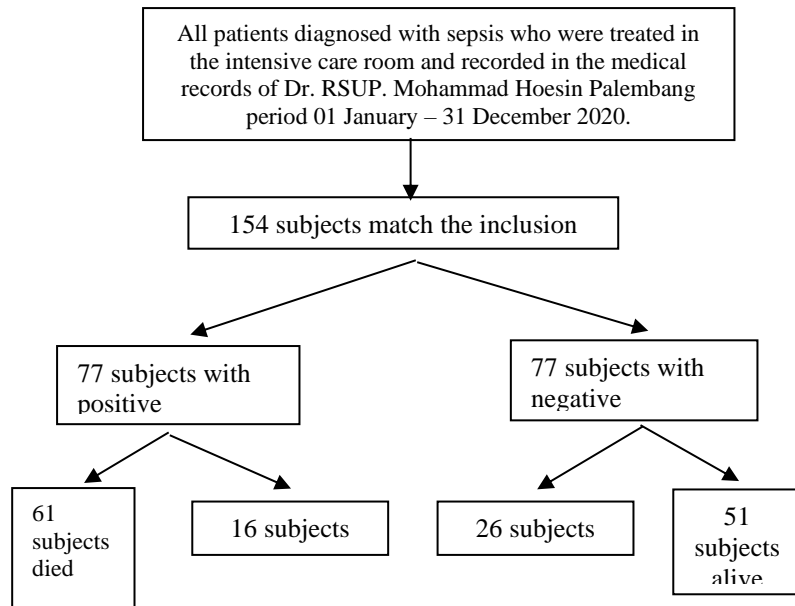 All patients diagnosed with sepsis who were treated in
the intensive care room and recorded in the medical
records of Dr. RSUP. Mohammad Hoesin Palembang
period 01 January – 31 December 2020.
154 subjects match the inclusion
77 subjects with
positive
77 subjects with
negative
61
subjects
died
16 subjects
26 subjects
51
subjects
alive